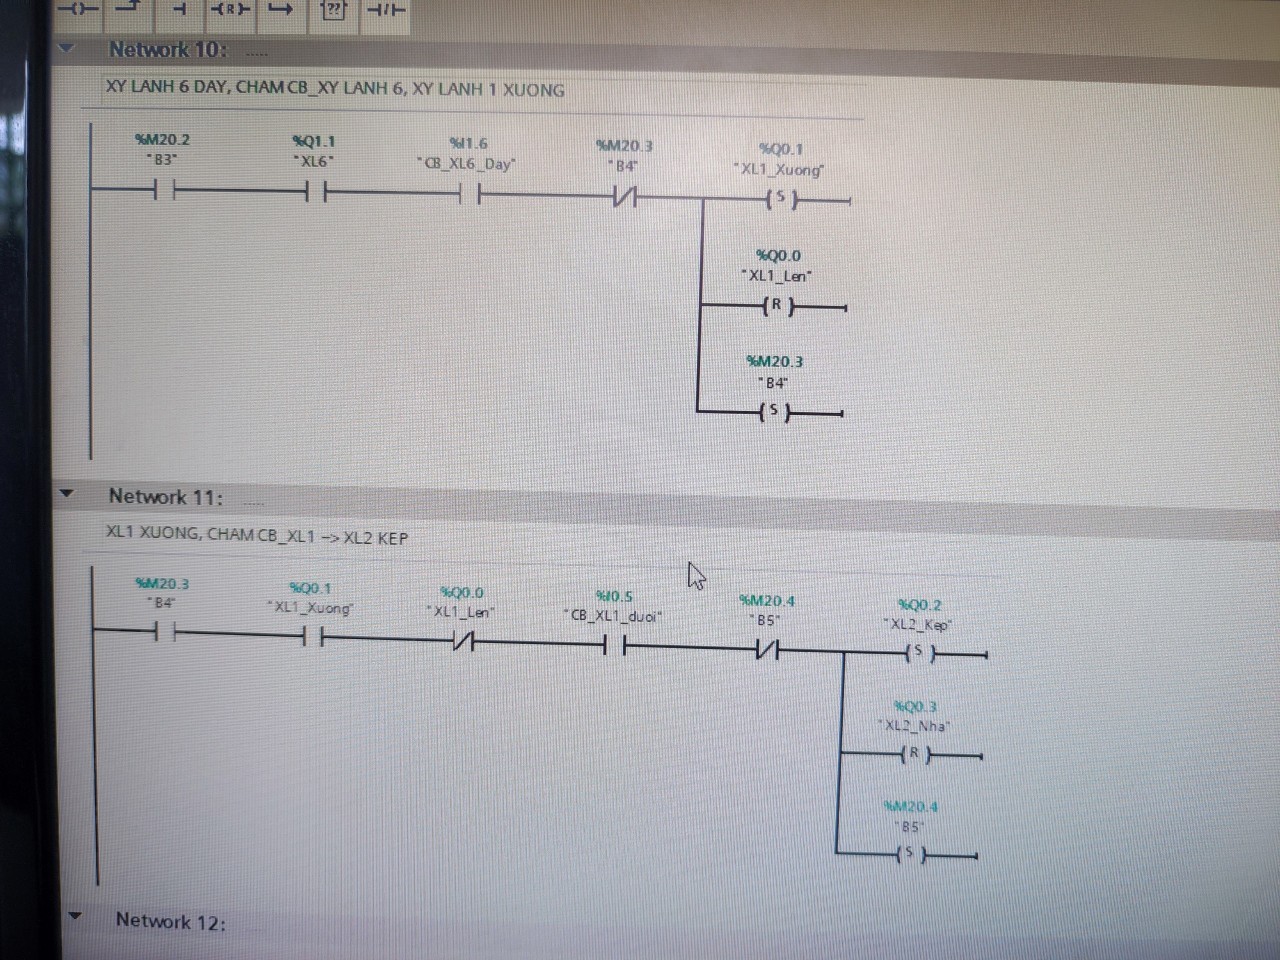 Network 10: .....
XY LANH 6 DAY, CHAM CB_XY LANH 6, XY LANH 1 XUONG
%M20.2 %Q1.1 %I1.6 %M20.3 %Q0.1
"B3" "XL6" "CB_XL6_Day" "B4" "XL1_Xuong"
S
%Q0.0
"XL1_Len"
R
%M20.3
"B4"
S
Network 11: .....
XL1 XUONG, CHAM CB_XL1 -> XL2 KEP
%M20.3 %Q0.1 %Q0.0 %I0.5 %M20.4 %Q0.2
"B4" "XL1_Xuong" "XL1_Len" "CB_XL1_duoi" "B5" "XL2_Kep"
S
%Q0.3
"XL2_Nha"
R
%M20.4
"B5"
S
Network 12: